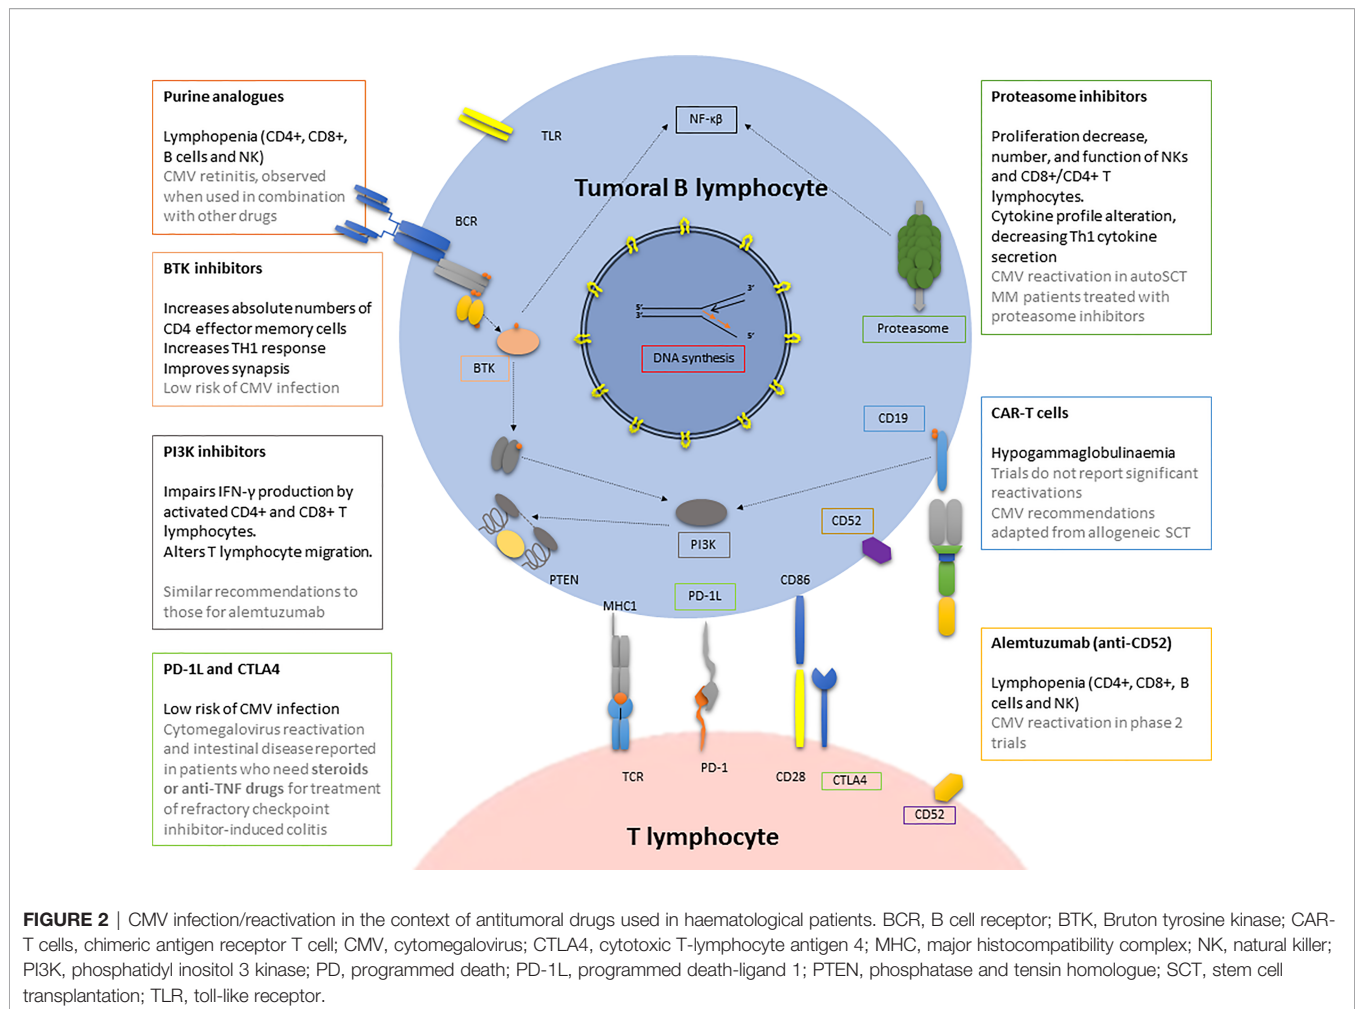 Purine analogues
Lymphopenia (CD4+, CD8+,
B cells and NK)
CMV retinitis, observed
when used in combination
with other drugs
BTK inhibitors
Increases absolute numbers of
CD4 effector memory cells
Increases TH1 response
Improves synapsis
Low risk of CMV infection
PI3K inhibitors
Impairs IFN-γ production by
activated CD4+ and CD8+ T
lymphocytes.
Alters T lymphocyte migration.
Similar recommendations to
those for alemtuzumab
PD-1L and CTLA4
Low risk of CMV infection
Cytomegalovirus reactivation
and intestinal disease reported
in patients who need steroids
or anti-TNF drugs for treatment
of refractory checkpoint
inhibitor-induced colitis
TLR
NF-κβ
Tumoral B lymphocyte
BCR
5′
3′
3′
5′
DNA synthesis
BTK
Proteasome
CD19
CD52
PI3K
PTEN
MHC1
PD-1L
CD86
TCR
PD-1
CD28
CTLA4
CD52
T lymphocyte
Proteasome inhibitors
Proliferation decrease,
number, and function of NKs
and CD8+/CD4+ T
lymphocytes.
Cytokine profile alteration,
decreasing Th1 cytokine
secretion
CMV reactivation in autoSCT
MM patients treated with
proteasome inhibitors
CAR-T cells
Hypogammaglobulinaemia
Trials do not report significant
reactivations
CMV recommendations
adapted from allogeneic SCT
Alemtuzumab (anti-CD52)
Lymphopenia (CD4+, CD8+, B
cells and NK)
CMV reactivation in phase 2
trials
FIGURE 2 | CMV infection/reactivation in the context of antitumoral drugs used in haematological patients. BCR, B cell receptor; BTK, Bruton tyrosine kinase; CAR-
T cells, chimeric antigen receptor T cell; CMV, cytomegalovirus; CTLA4, cytotoxic T-lymphocyte antigen 4; MHC, major histocompatibility complex; NK, natural killer;
PI3K, phosphatidyl inositol 3 kinase; PD, programmed death; PD-1L, programmed death-ligand 1; PTEN, phosphatase and tensin homologue; SCT, stem cell
transplantation; TLR, toll-like receptor.